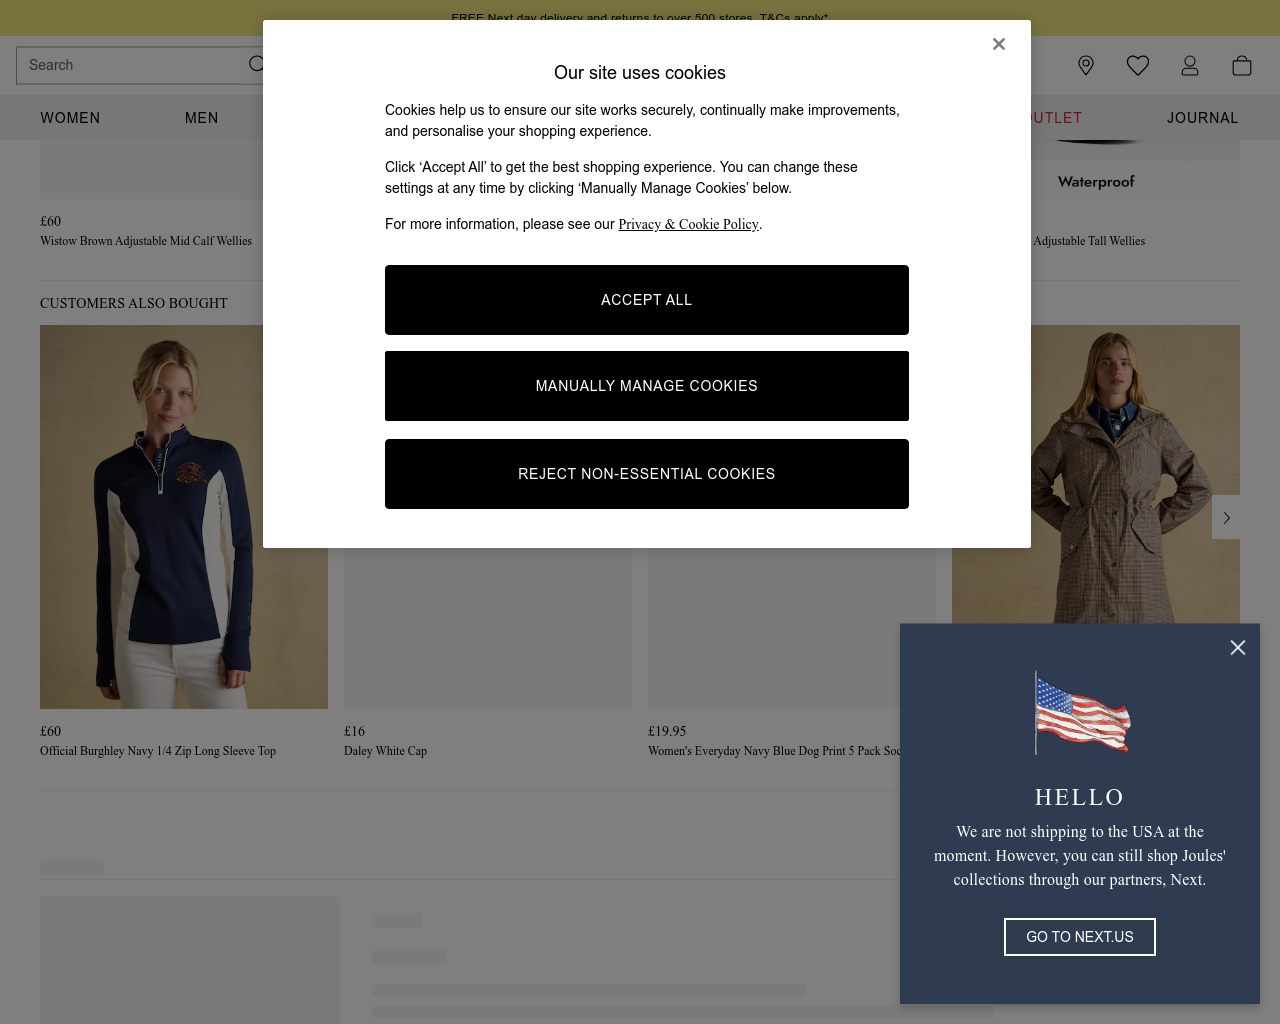 FREE Next day delivery and returns to over 500 stores. T&Cs apply*
Search
WOMEN
MEN
OUTLET
JOURNAL
Our site uses cookies
Cookies help us to ensure our site works securely, continually make improvements,
and personalise your shopping experience.
Click ‘Accept All’ to get the best shopping experience. You can change these
settings at any time by clicking ‘Manually Manage Cookies’ below.
For more information, please see our Privacy & Cookie Policy.
ACCEPT ALL
MANUALLY MANAGE COOKIES
REJECT NON-ESSENTIAL COOKIES
Waterproof
£60
Wistow Brown Adjustable Mid Calf Wellies
Adjustable Tall Wellies
CUSTOMERS ALSO BOUGHT
£60
Official Burghley Navy 1/4 Zip Long Sleeve Top
£16
Daley White Cap
£19.95
Women's Everyday Navy Blue Dog Print 5 Pack
HELLO
We are not shipping to the USA at the
moment. However, you can still shop Joules'
collections through our partners, Next.
GO TO NEXT.US